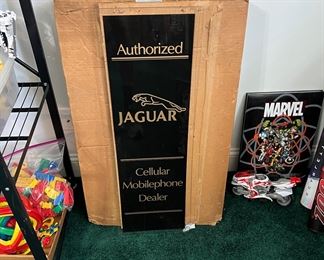 Authorized
JAGUAR
Cellular
Mobilephone
Dealer
MARVEL